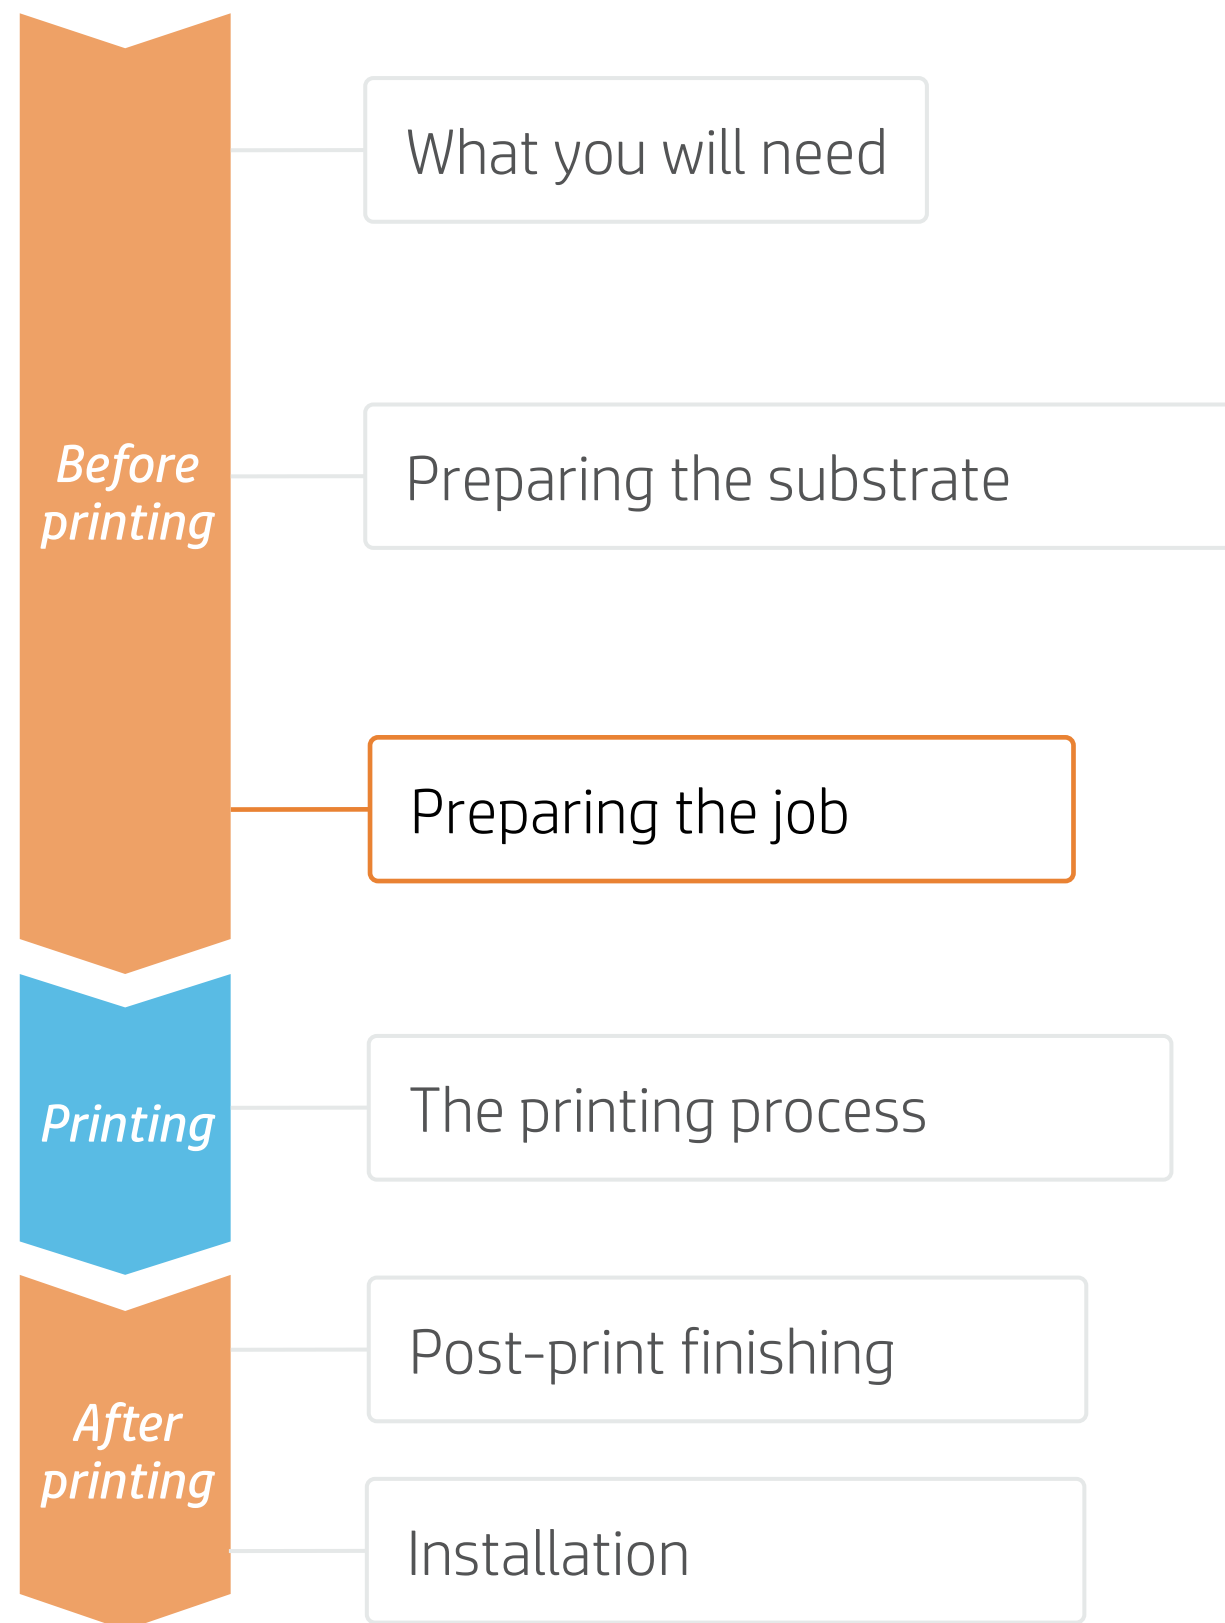 What you will need
Before
printing
Preparing the substrate
Preparing the job
Printing
The printing process
After
printing
Post-print finishing
Installation